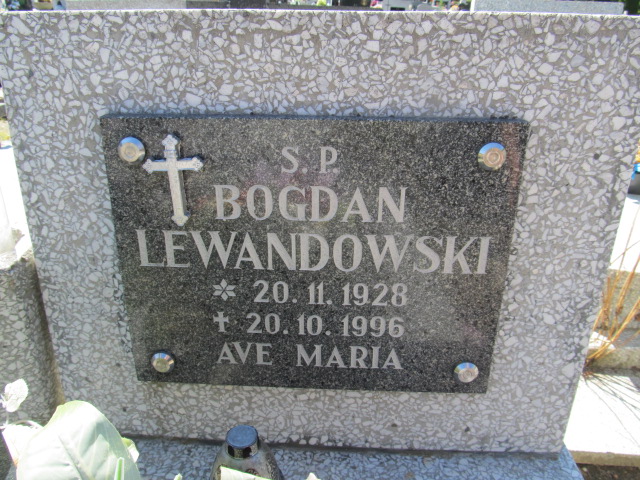 S.P.
BOGDAN
LEWANDOWSKI
* 20.11.1928
✝ 20.10.1996
AVE MARIA